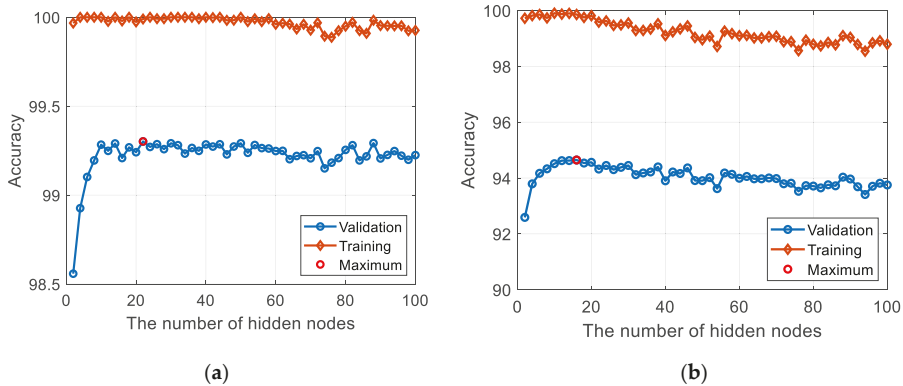 100
99.5
99
98.5
Accuracy
0 20 40 60 80 100
The number of hidden nodes
Validation
Training
Maximum
(a)
100
98
96
94
92
90
Accuracy
0 20 40 60 80 100
The number of hidden nodes
Validation
Training
Maximum
(b)